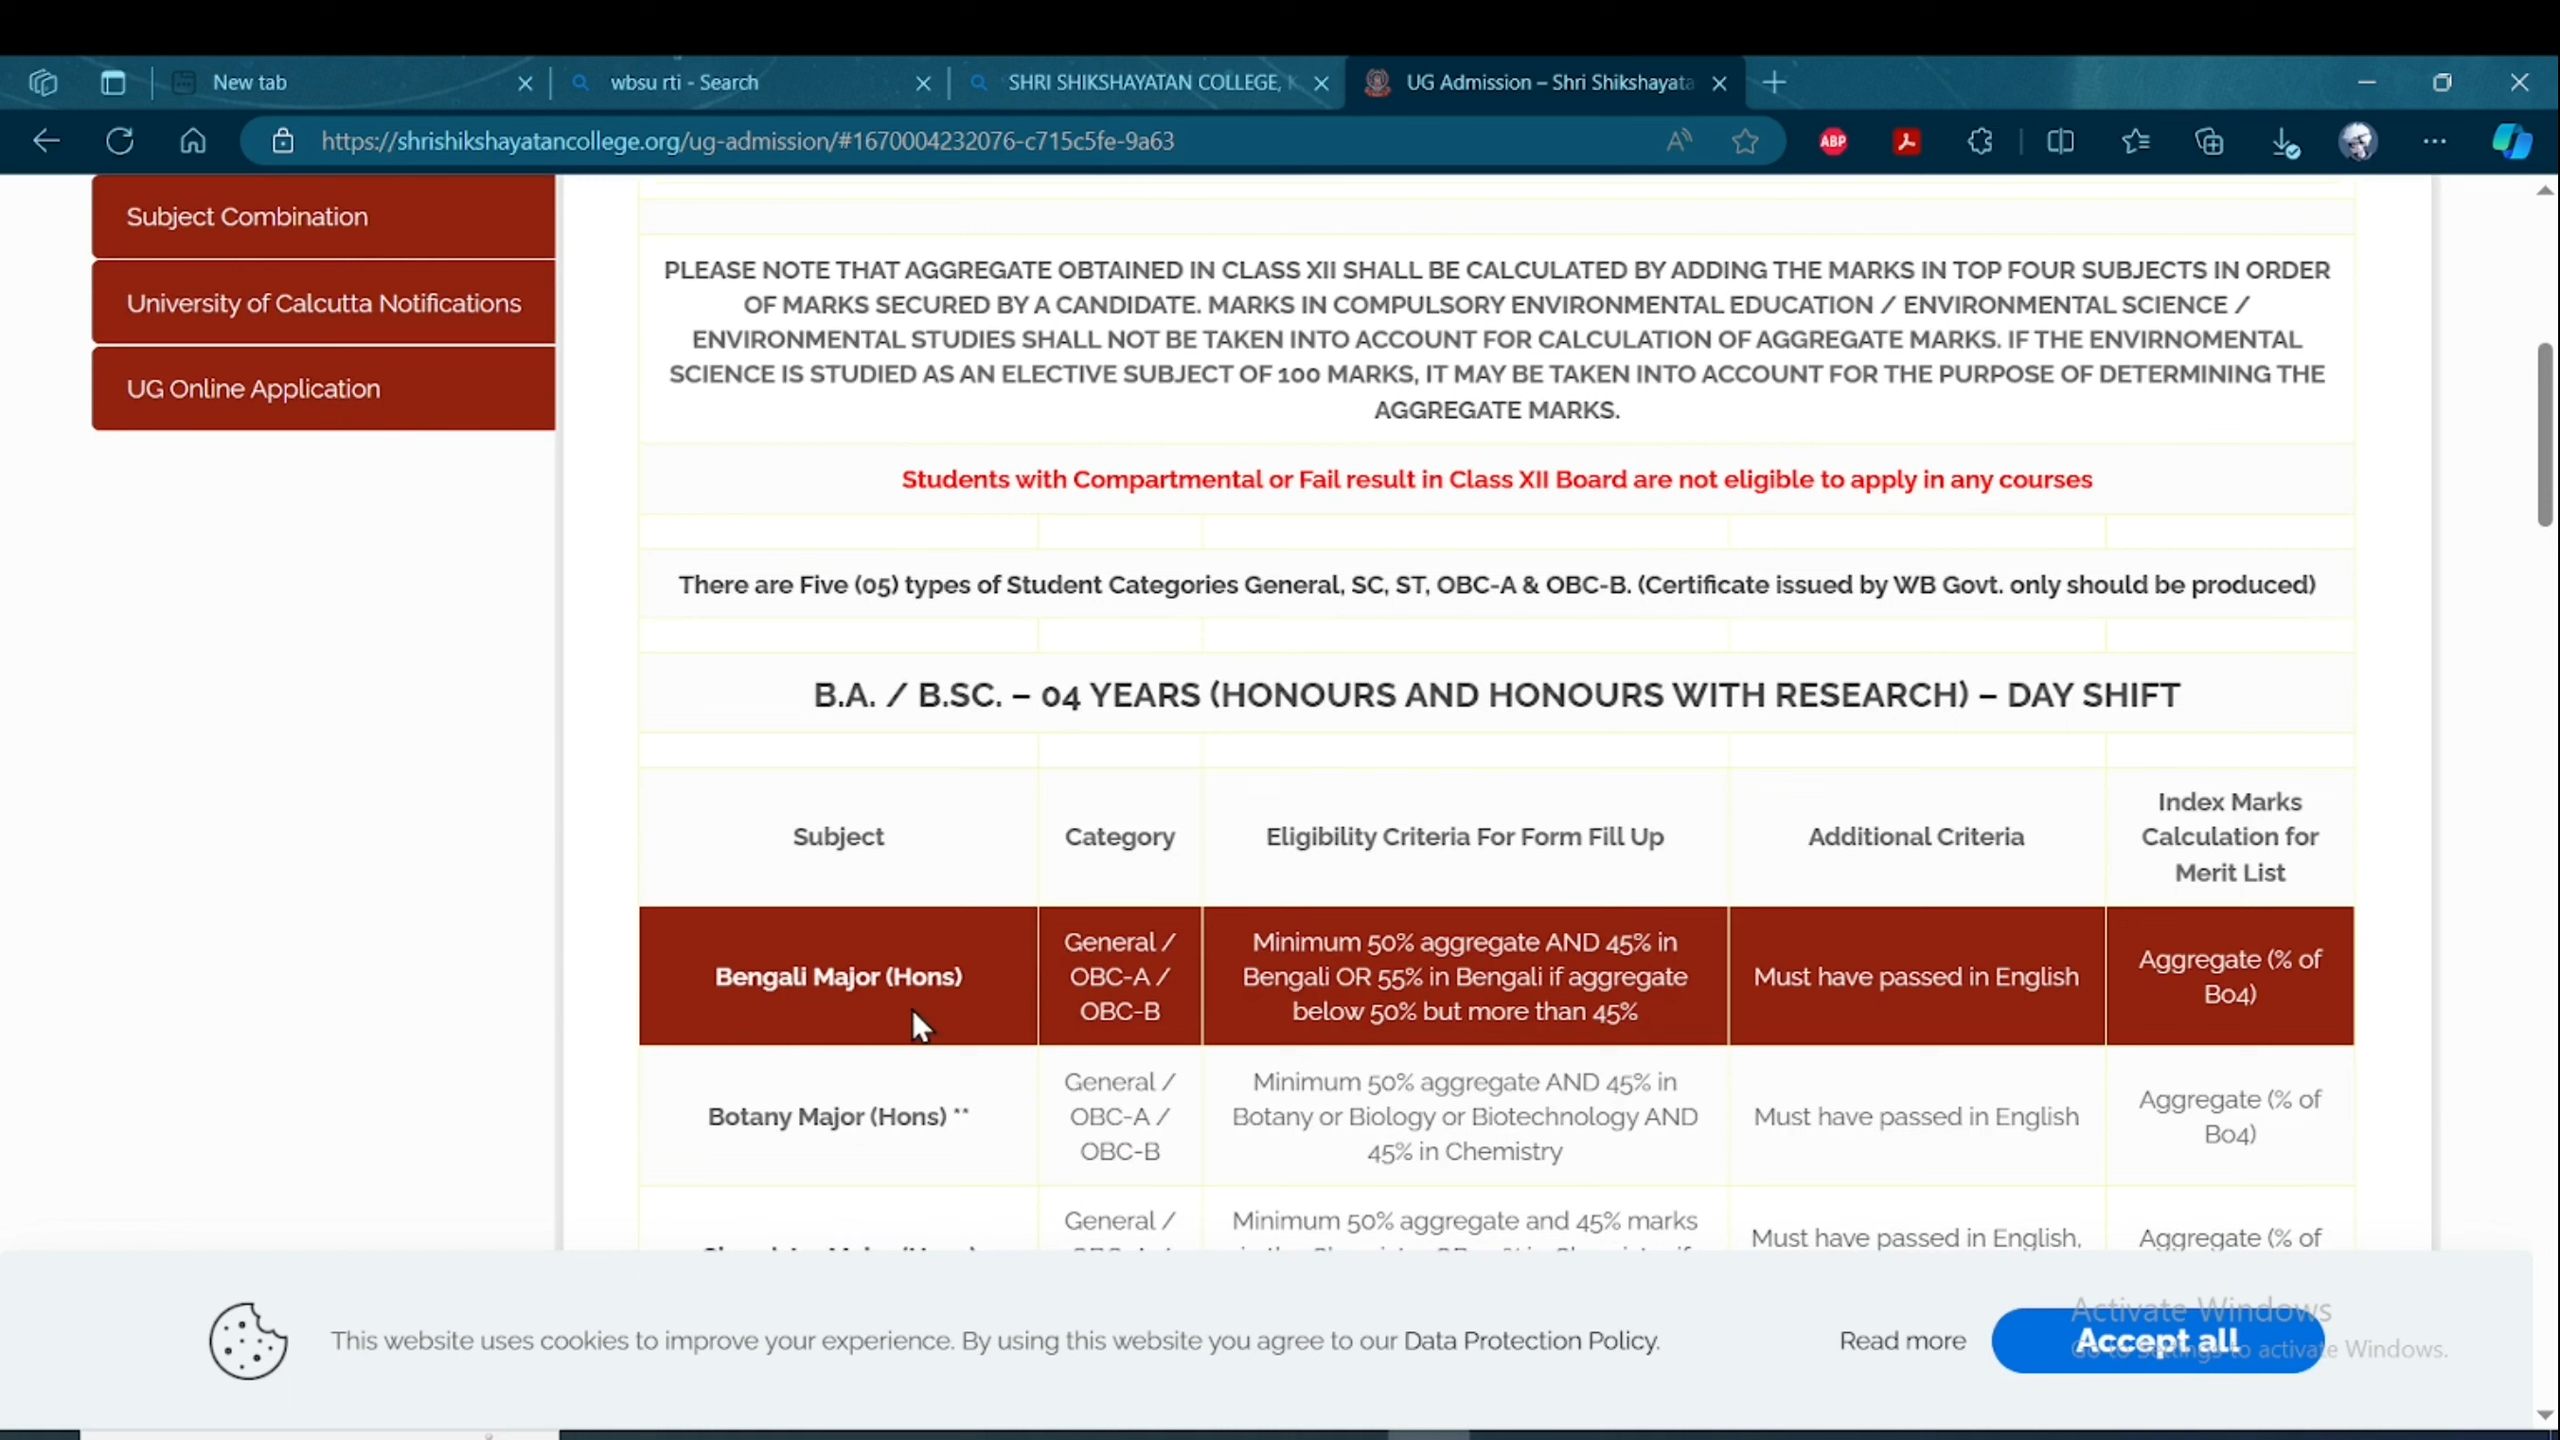 New tab
wbsu rti - Search
SHRI SHIKSHAYATAN COLLEGE,
UG Admission – Shri Shikshayata
https://shrishikshayatancollege.org/ug-admission/#1670004232076-c715c5fe-9a63
ABP
Subject Combination
University of Calcutta Notifications
UG Online Application
PLEASE NOTE THAT AGGREGATE OBTAINED IN CLASS XII SHALL BE CALCULATED BY ADDING THE MARKS IN TOP FOUR SUBJECTS IN ORDER
OF MARKS SECURED BY A CANDIDATE. MARKS IN COMPULSORY ENVIRONMENTAL EDUCATION / ENVIRONMENTAL SCIENCE /
ENVIRONMENTAL STUDIES SHALL NOT BE TAKEN INTO ACCOUNT FOR CALCULATION OF AGGREGATE MARKS. IF THE ENVIRNOMENTAL
SCIENCE IS STUDIED AS AN ELECTIVE SUBJECT OF 100 MARKS, IT MAY BE TAKEN INTO ACCOUNT FOR THE PURPOSE OF DETERMINING THE
AGGREGATE MARKS.
Students with Compartmental or Fail result in Class XII Board are not eligible to apply in any courses
There are Five (05) types of Student Categories General, SC, ST, OBC-A & OBC-B. (Certificate issued by WB Govt. only should be produced)
B.A. / B.SC. – 04 YEARS (HONOURS AND HONOURS WITH RESEARCH) – DAY SHIFT
Subject
Category
Eligibility Criteria For Form Fill Up
Additional Criteria
Index Marks
Calculation for
Merit List
Bengali Major (Hons)
General /
OBC-A /
OBC-B
Minimum 50% aggregate AND 45% in
Bengali OR 55% in Bengali if aggregate
below 50% but more than 45%
Must have passed in English
Aggregate (% of
Bo4)
Botany Major (Hons) **
General /
OBC-A /
OBC-B
Minimum 50% aggregate AND 45% in
Botany or Biology or Biotechnology AND
45% in Chemistry
Must have passed in English
Aggregate (% of
Bo4)
General /
Minimum 50% aggregate and 45% marks
Must have passed in English,
Aggregate (% of
This website uses cookies to improve your experience. By using this website you agree to our Data Protection Policy.
Read more
Accept all
Activate Windows
Go to Settings to activate Windows.